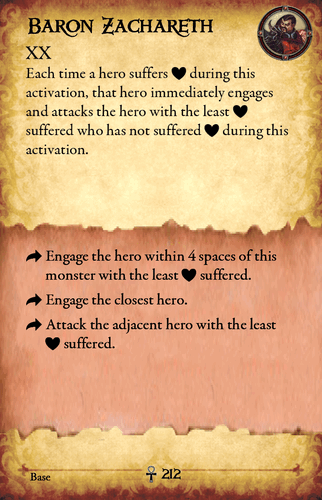 Baron Zachareth
XX
Each time a hero suffers ♥ during this
activation, that hero immediately engages
and attacks the hero with the least ♥
suffered who has not suffered ♥ during this
activation.
Engage the hero within 4 spaces of this
monster with the least ♥ suffered.
Engage the closest hero.
Attack the adjacent hero with the least
♥ suffered.
Base
212